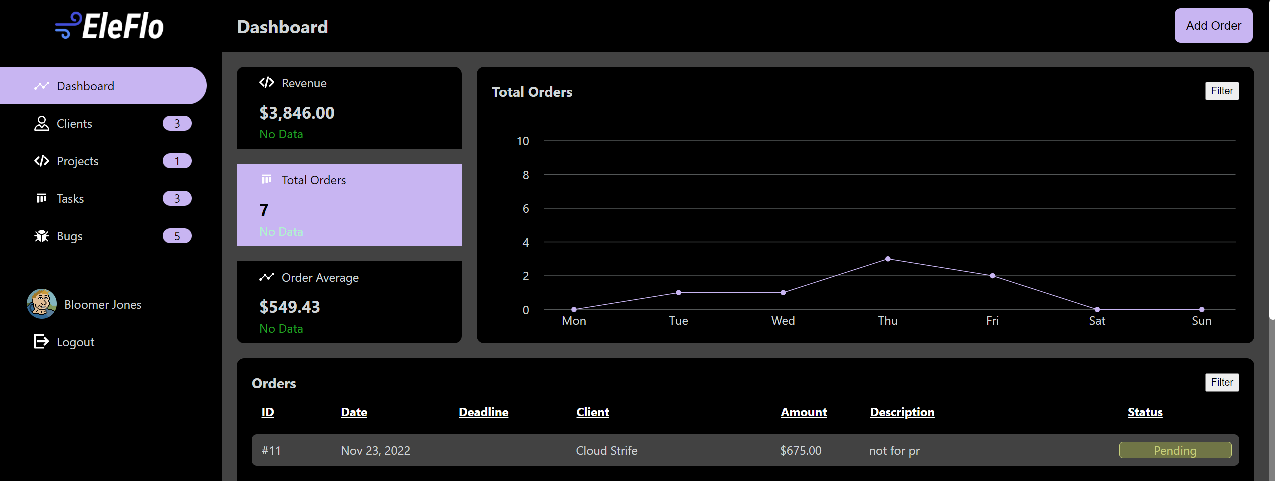 EleFlo
Dashboard
Add Order
Dashboard
Clients 3
Projects 1
Tasks 3
Bugs 5
Bloomer Jones
Logout
Revenue
$3,846.00
No Data
Total Orders
7
No Data
Order Average
$549.43
No Data
Total Orders
Filter
10
8
6
4
2
0
Mon Tue Wed Thu Fri Sat Sun
Orders
Filter
ID Date Deadline Client Amount Description Status
#11 Nov 23, 2022 Cloud Strife $675.00 not for pr Pending